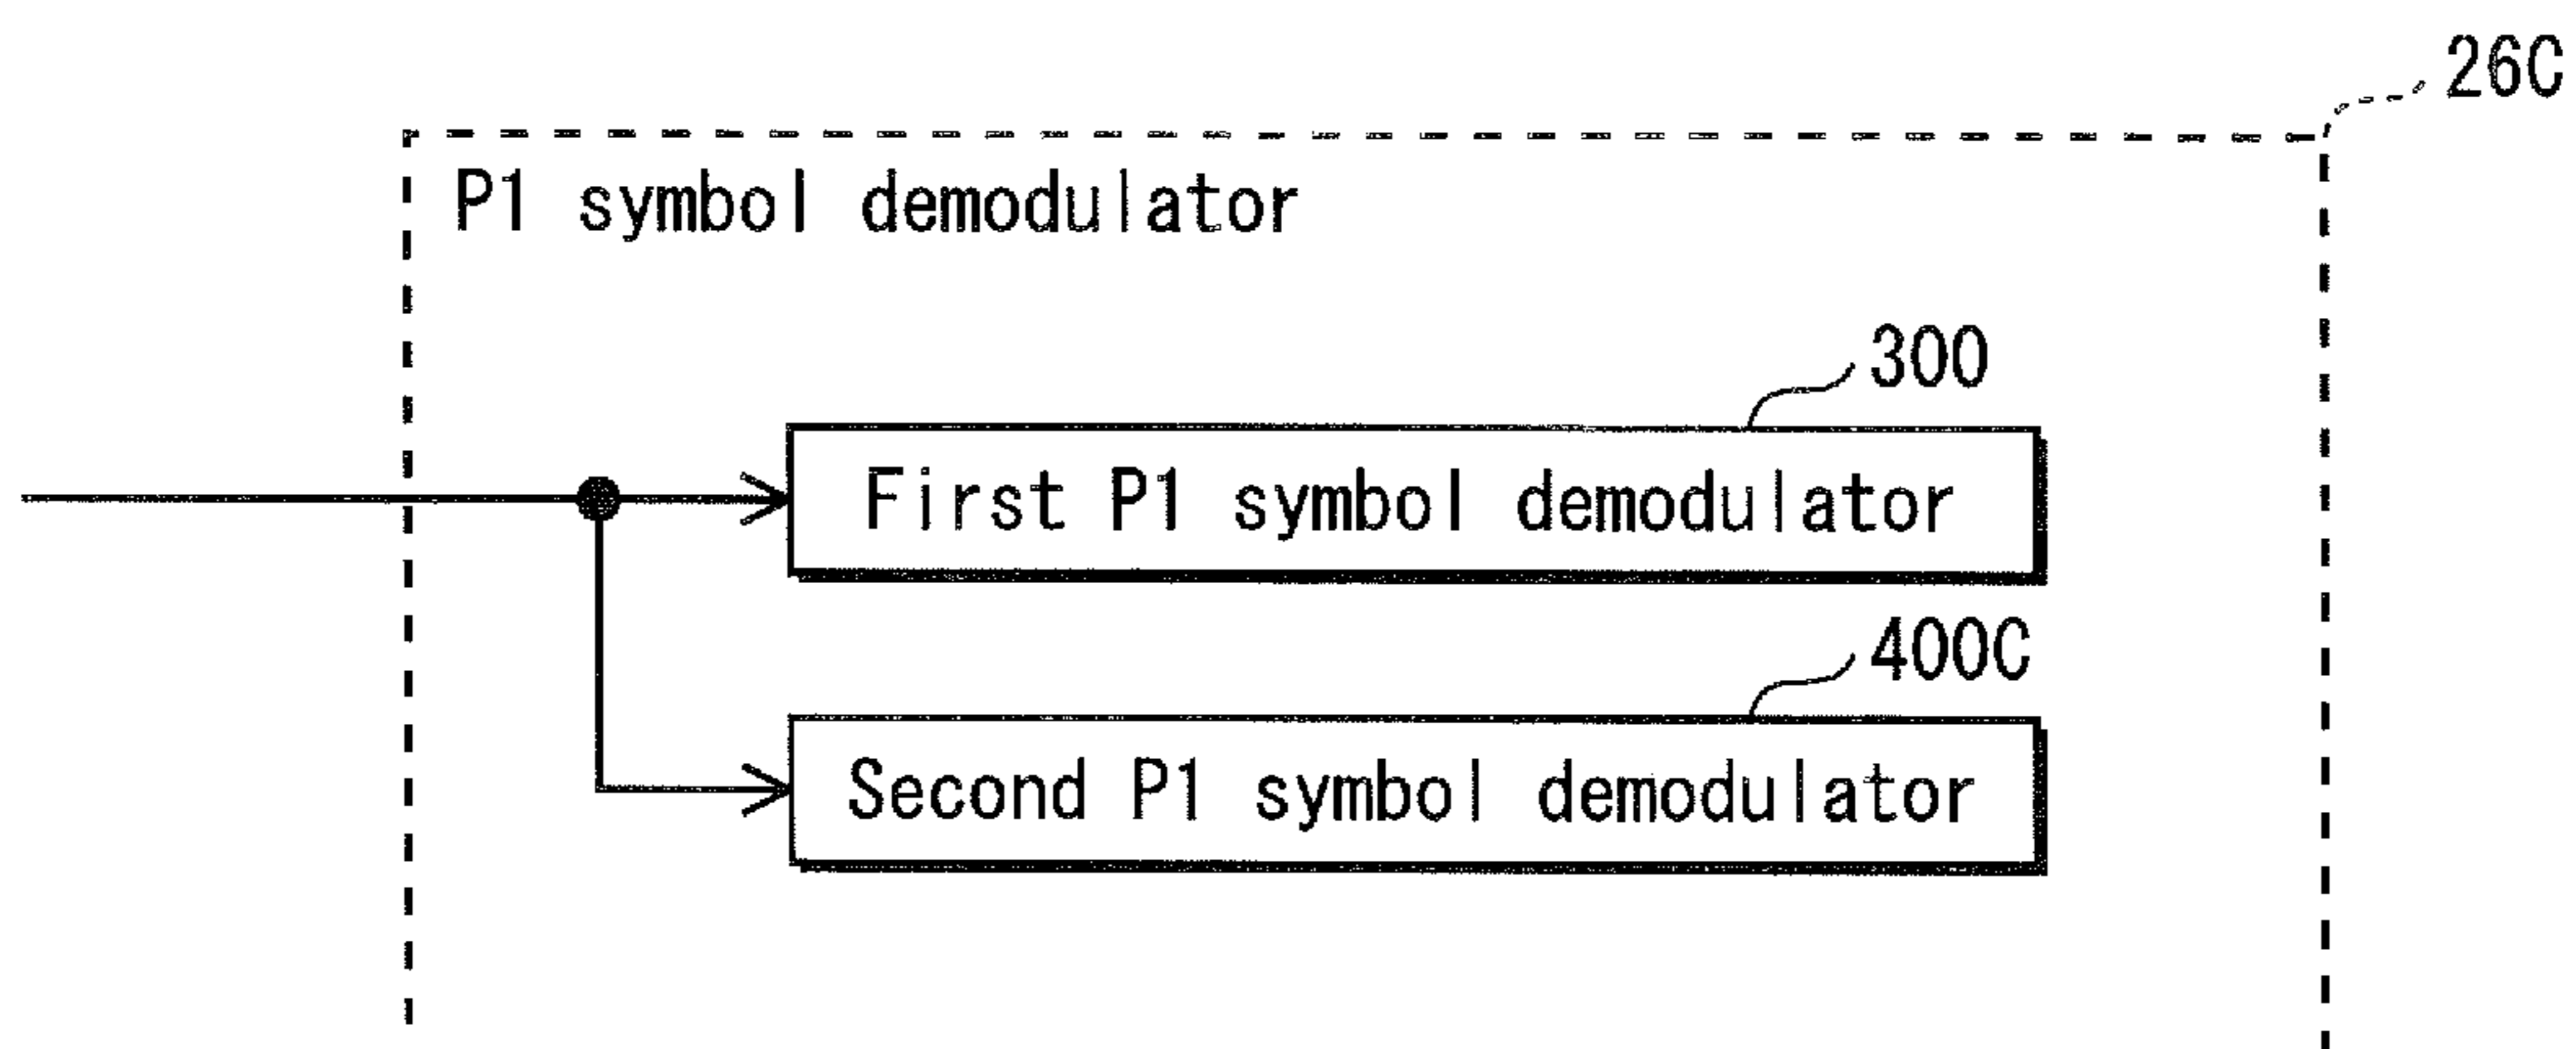 26C
P1 symbol demodulator
300
First P1 symbol demodulator
400C
Second P1 symbol demodulator